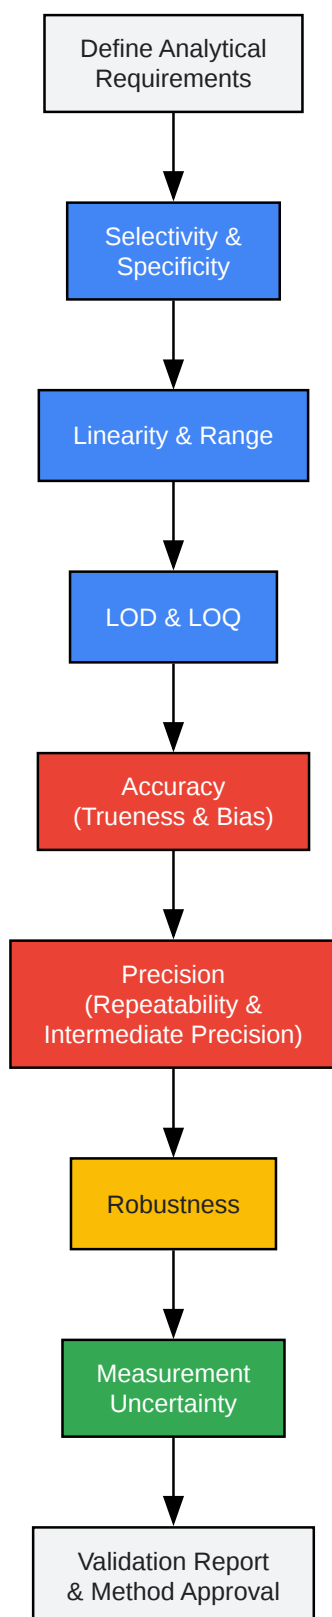 Define Analytical
Requirements
Selectivity &
Specificity
Linearity & Range
LOD & LOQ
Accuracy
(Trueness & Bias)
Precision
(Repeatability &
Intermediate Precision)
Robustness
Measurement
Uncertainty
Validation Report
& Method Approval